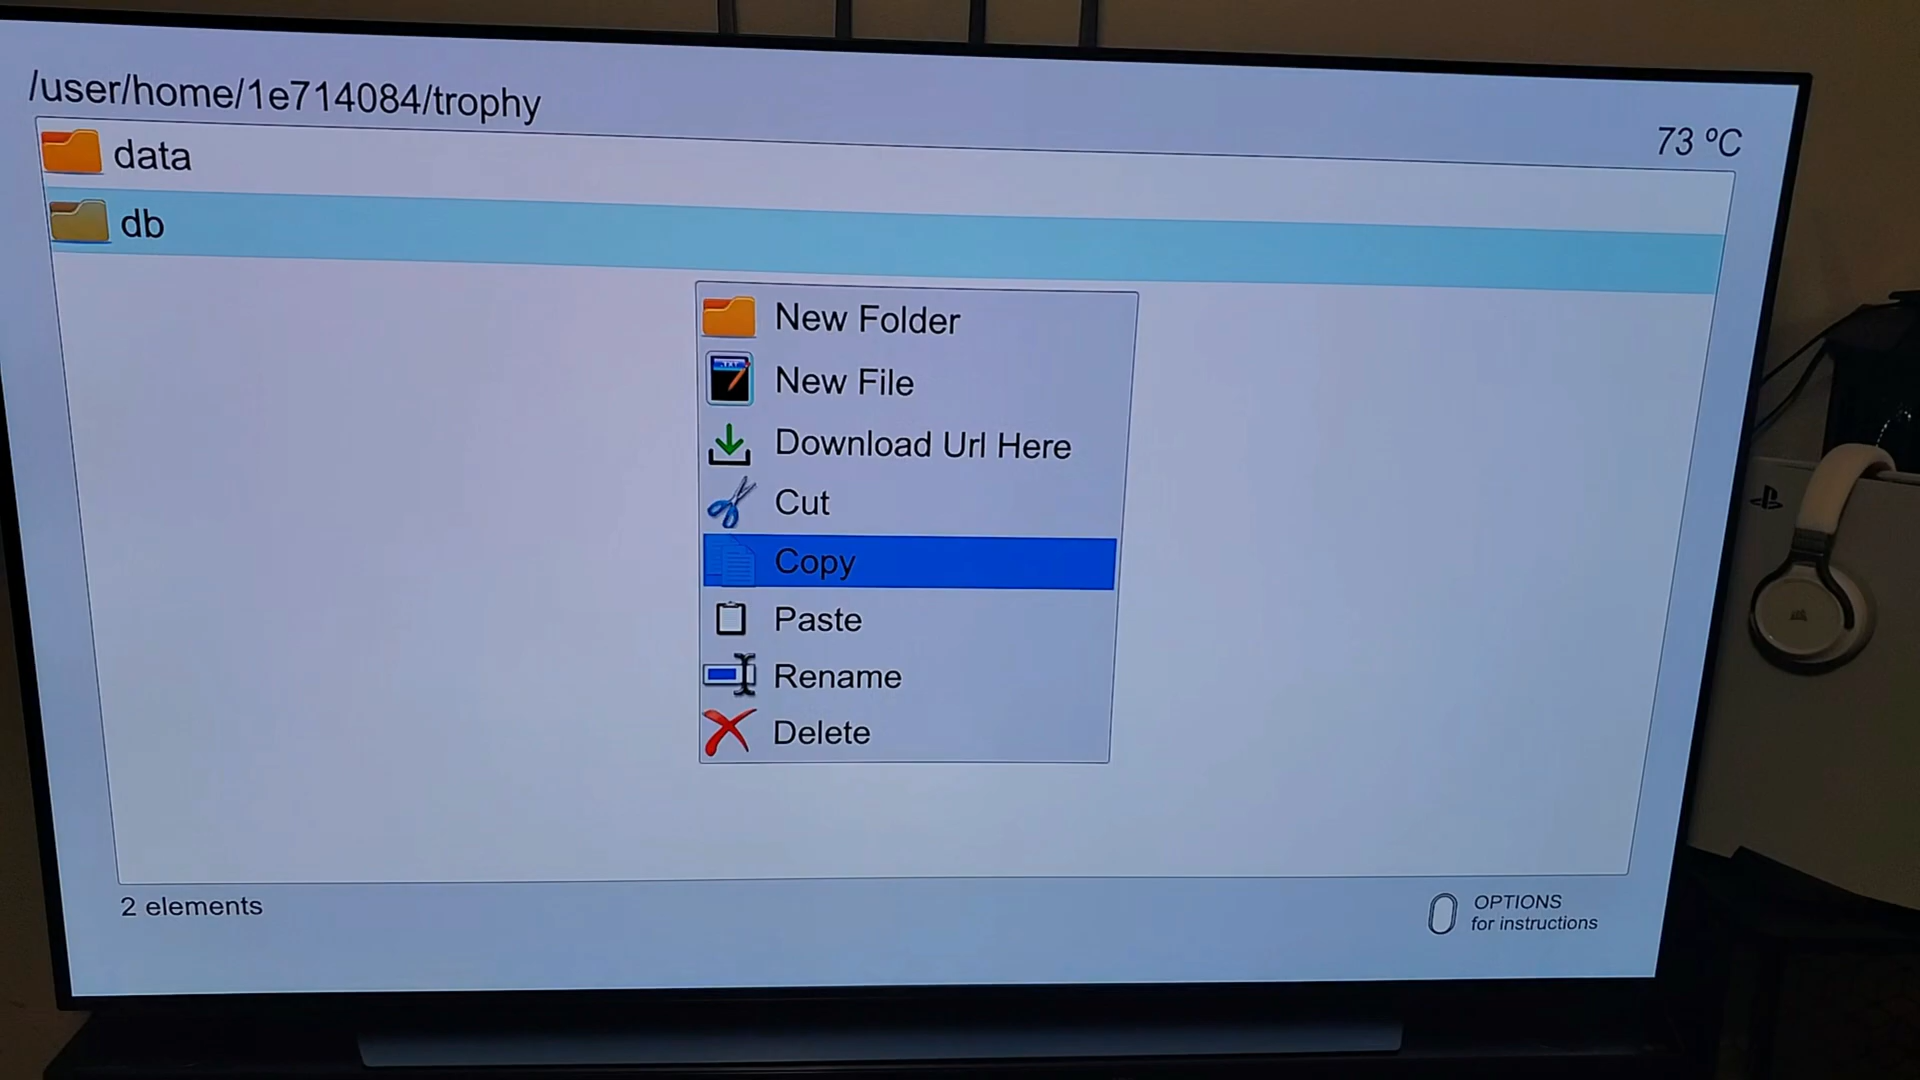 /user/home/1e714084/trophy
73 ºC
data
db
New Folder
New File
Download Url Here
Cut
Copy
Paste
Rename
Delete
2 elements
OPTIONS
for instructions